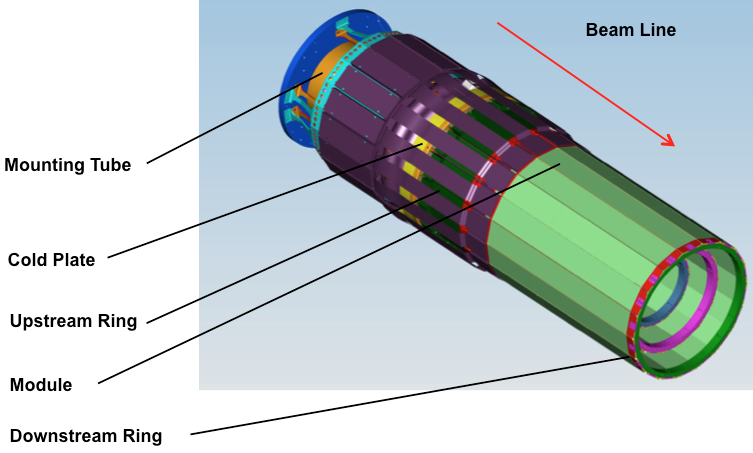 Beam Line
Mounting Tube
Cold Plate
Upstream Ring
Module
Downstream Ring